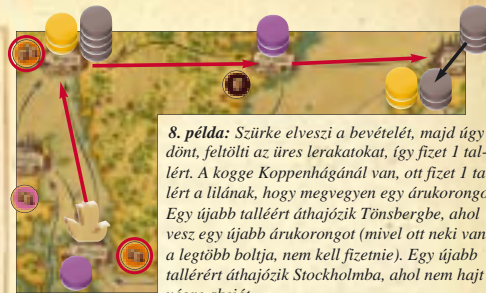 8. példa: Szürke elveszi a bevételét, majd úgy
dönt, feltölti az üres lerakatokat, így fizet 1 tal-
lért. A kogge Koppenhágánál van, ott fizet 1 tal
lért a lilának, hogy megvegyen egy árukorongo
Egy újabb talléért áthajózik Tönsbergbe, ahol
vesz egy újabb árukorongot (mivel ott neki van
a legtöbb boltja, nem kell fizetnie). Egy újabb
tallérért áthajózik Stockholmba, ahol nem hajt